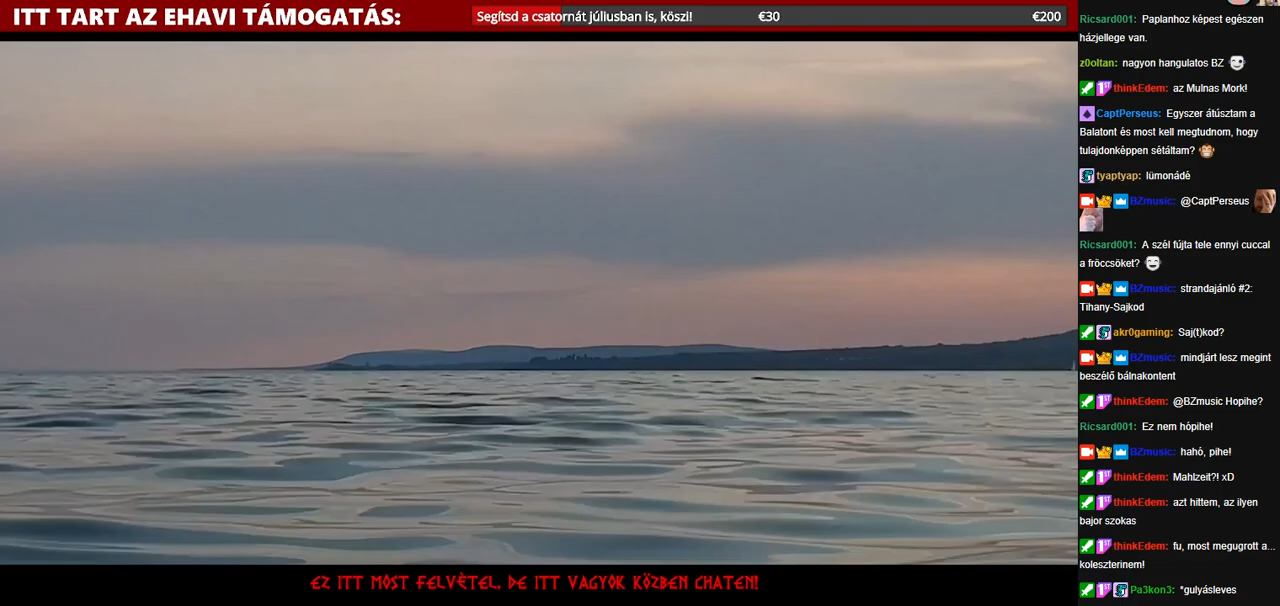 ITT TART AZ EHAVI TÁMOGATÁS:
Segítsd a csatornát júliusban is, köszi! €30 €200
Ricsard001: Paplanhoz képest egészen
házjellege van.
z0oltan: nagyon hangulatos BZ
thinkEdem: az Mulnas Mork!
CaptPerseus: Egyszer átúsztam a
Balatont és most kell megtudnom, hogy
tulajdonképpen sétáltam?
tyaptyap: lümonádé
BZmusic: @CaptPerseus
Ricsard001: A szél fújta tele ennyi cuccal
a fröccsöket?
BZmusic: strandajánló #2:
Tihany-Sajkod
akr0gaming: Saj(t)kod?
BZmusic: mindjárt lesz megint
beszélő bálnakontent
thinkEdem: @BZmusic Hopihe?
Ricsard001: Ez nem hópihe!
BZmusic: hahó, pihe!
thinkEdem: Mahlzeit?! xD
thinkEdem: azt hittem, az ilyen
bajor szokas
thinkEdem: fu, most megugrott a...
koleszterinem!
Pa3kon3: *gulyásleves
EZ ITT MOST FELVÉTEL, DE ITT VAGYOK KÖZBEN CHATEN!